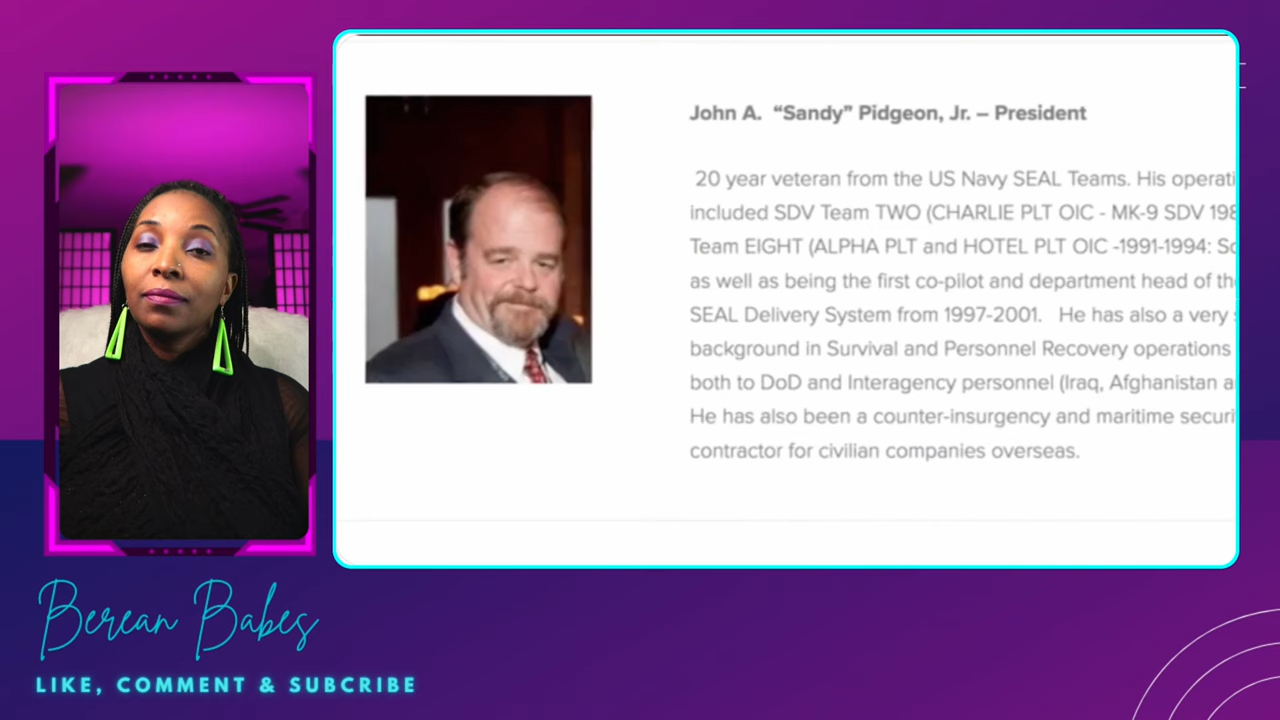 John A. “Sandy” Pidgeon, Jr. – President
20 year veteran from the US Navy SEAL Teams. His
included SDV Team TWO (CHARLIE PLT OIC - MK-9 SDV
Team EIGHT (ALPHA PLT and HOTEL PLT OIC -1991-1994:
as well as being the first co-pilot and department head of
SEAL Delivery System from 1997-2001. He has also a very
background in Survival and Personnel Recovery operations
both to DoD and Interagency personnel (Iraq, Afghanistan
He has also been a counter-insurgency and maritime
contractor for civilian companies overseas.
Berean Babes
LIKE, COMMENT & SUBCRIBE